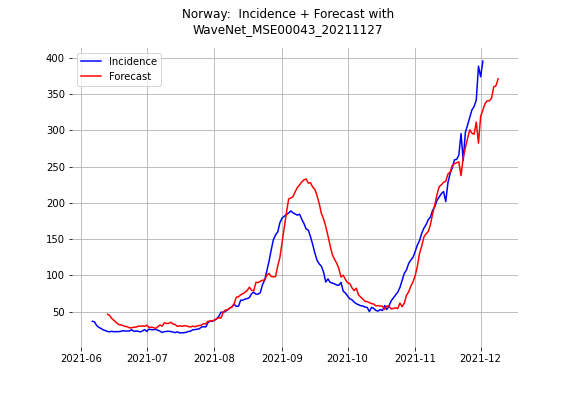 Norway:  Incidence + Forecast with
WaveNet_MSE00043_20211127
Incidence
Forecast
400
350
300
250
200
150
100
50
2021-06 2021-07 2021-08 2021-09 2021-10 2021-11 2021-12